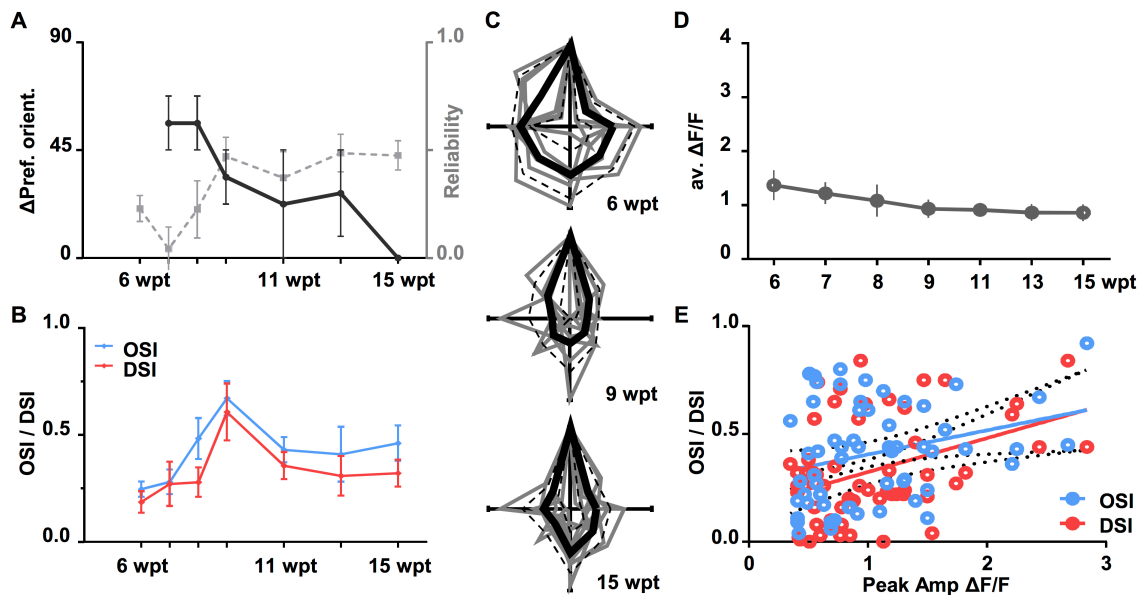 A
90
45
0
ΔPref. orient.
1.0
0.0
Reliability
6 wpt
11 wpt
15 wpt
B
1.0
0.5
0.0
OSI / DSI
OSI
DSI
6 wpt
11 wpt
15 wpt
C
6 wpt
9 wpt
15 wpt
D
4
3
2
1
0
av. ΔF/F
6 7 8 9 11 13 15 wpt
E
1.0
0.5
0.0
OSI / DSI
OSI
DSI
0 1 2 3
Peak Amp ΔF/F